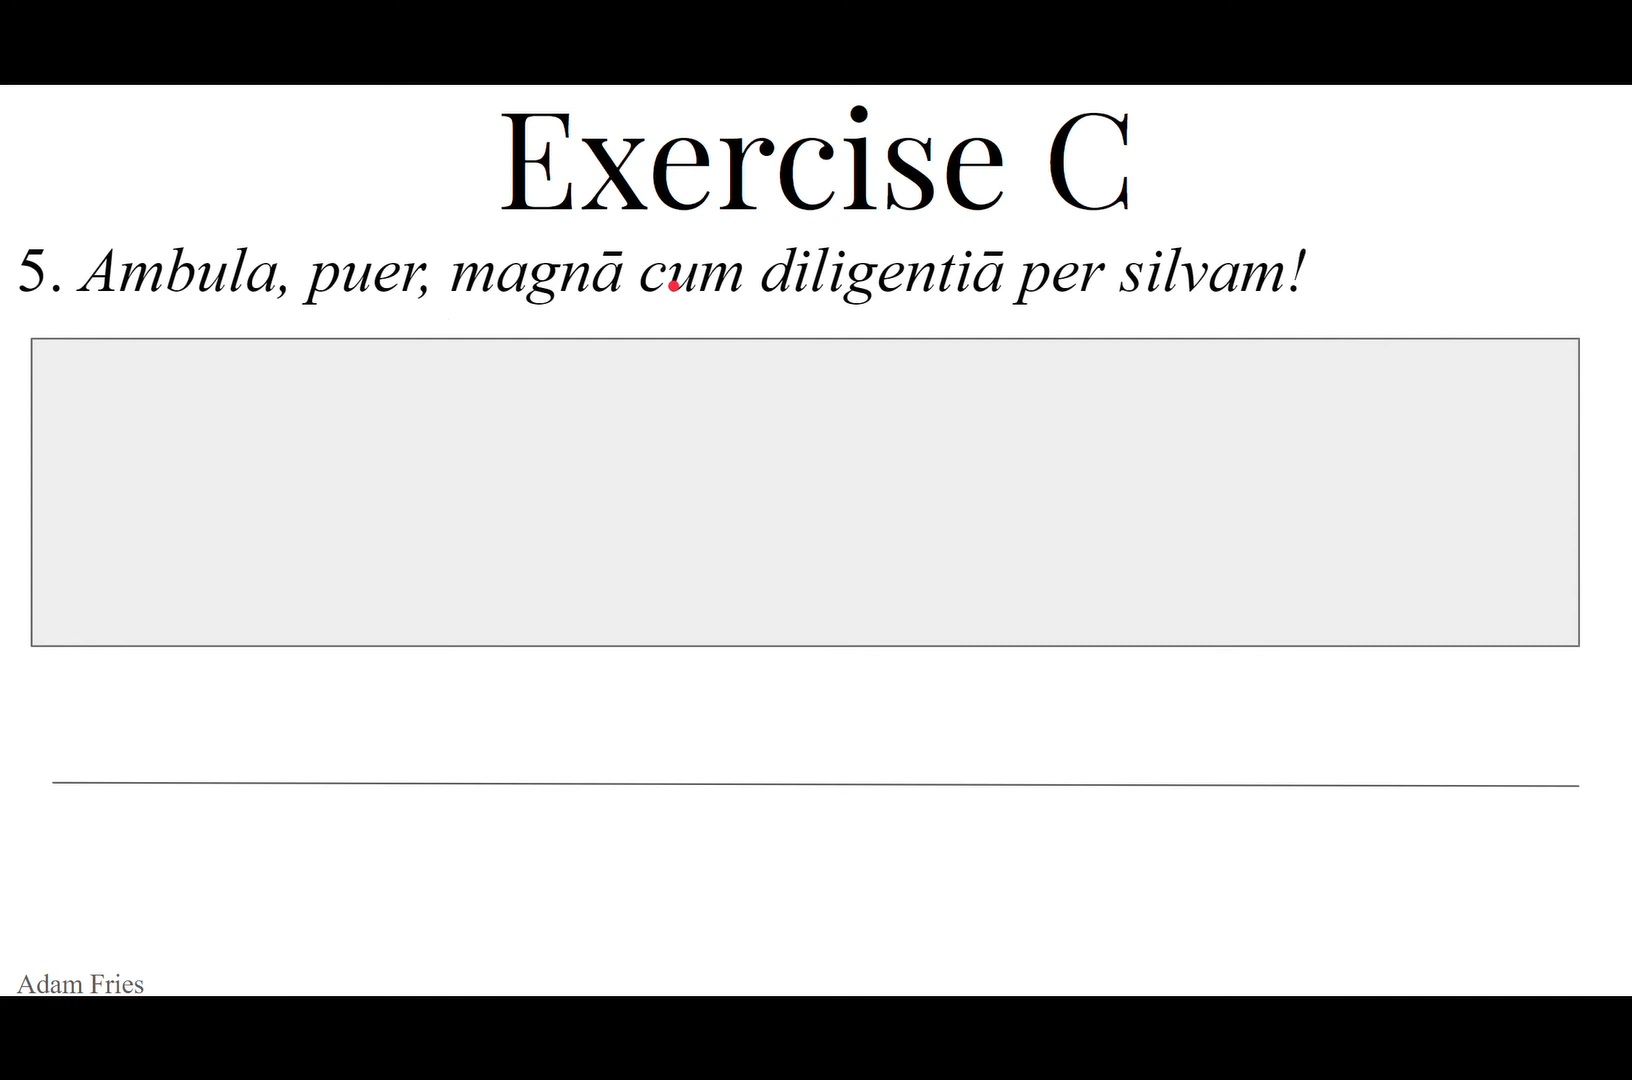 Exercise C
5. Ambula, puer, magnā cum diligentiā per silvam!
Adam Fries